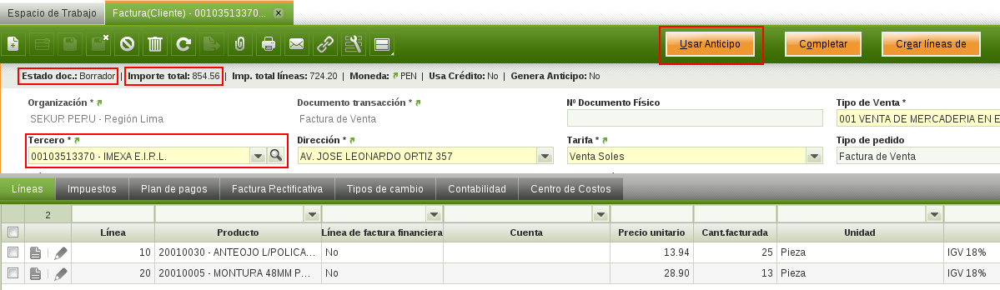 Espacio de Trabajo Factura(Cliente) - 00103513370... x
Usar Anticipo Completar Crear líneas de
Estado doc.: Borrador | Importe total: 854.56 | Imp. total líneas: 724.20 | Moneda: PEN | Usa Crédito: No | Genera Anticipo: No
Organización * Documento transacción * Nº Documento Físico Tipo de Venta *
SEKUR PERU - Región Lima Factura de Venta 001 VENTA DE MERCADERIA EN E
Tercero * Dirección * Tarifa * Tipo de pedido
00103513370 - IMEXA E.I.R.L. AV. JOSE LEONARDO ORTIZ 357 Venta Soles Factura de Venta
Líneas Impuestos Plan de pagos Factura Rectificativa Tipos de cambio Contabilidad Centro de Costos
2
Línea Producto Línea de factura financiera Cuenta Precio unitario Cant.facturada Unidad
10 20010030 - ANTEOJO L/POLICA... No 13.94 25 Pieza IGV 18%
20 20010005 - MONTURA 48MM P... No 28.90 13 Pieza IGV 18%